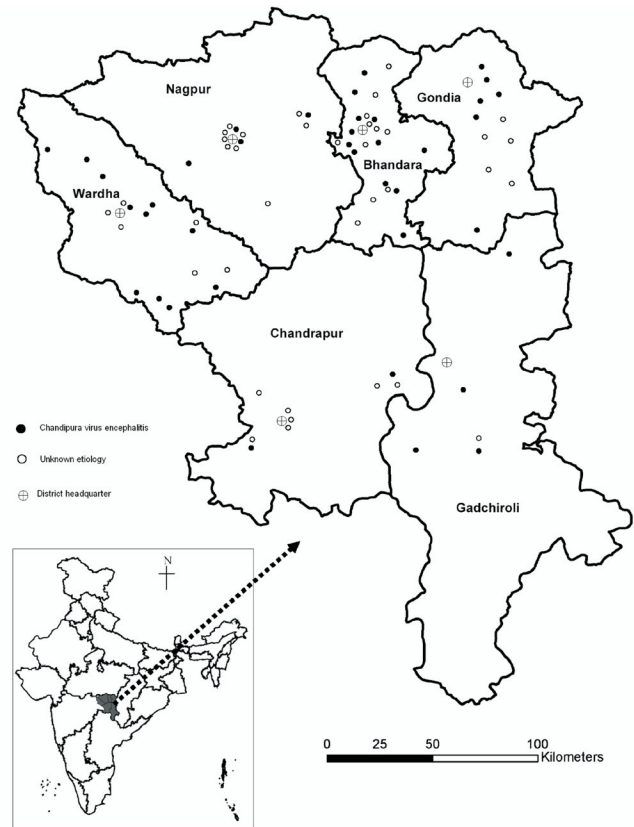 Nagpur
Gondia
Bhandara
Wardha
Chandrapur
Gadchiroli
Chandipura virus encephalitis
Unknown etiology
District headquarter
N
0 25 50 100
Kilometers